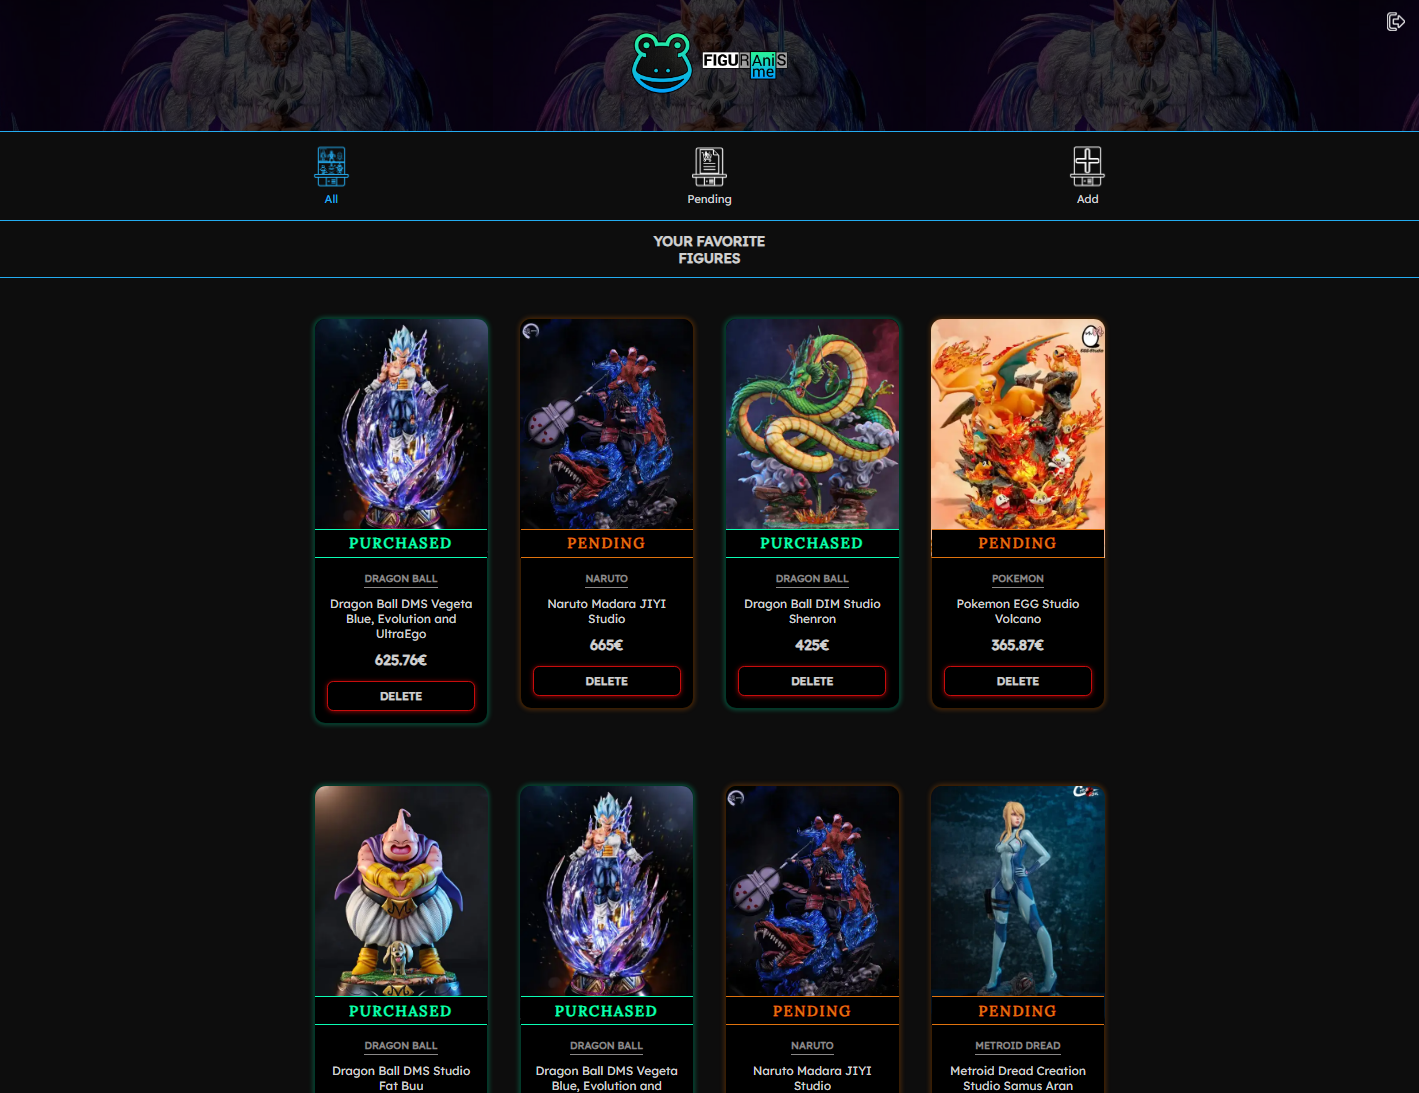 FIGURAniS
me
All
Pending
Add
YOUR FAVORITE
FIGURES
PURCHASED
DRAGON BALL
Dragon Ball DMS Vegeta
Blue, Evolution and
UltraEgo
625.76€
DELETE
PENDING
NARUTO
Naruto Madara JIYI
Studio
665€
DELETE
PURCHASED
DRAGON BALL
Dragon Ball DIM Studio
Shenron
425€
DELETE
PENDING
POKEMON
Pokemon EGG Studio
Volcano
365.87€
DELETE
PURCHASED
DRAGON BALL
Dragon Ball DMS Studio
Fat Buu
PURCHASED
DRAGON BALL
Dragon Ball DMS Vegeta
Blue, Evolution and
PENDING
NARUTO
Naruto Madara JIYI
Studio
PENDING
METROID DREAD
Metroid Dread Creation
Studio Samus Aran